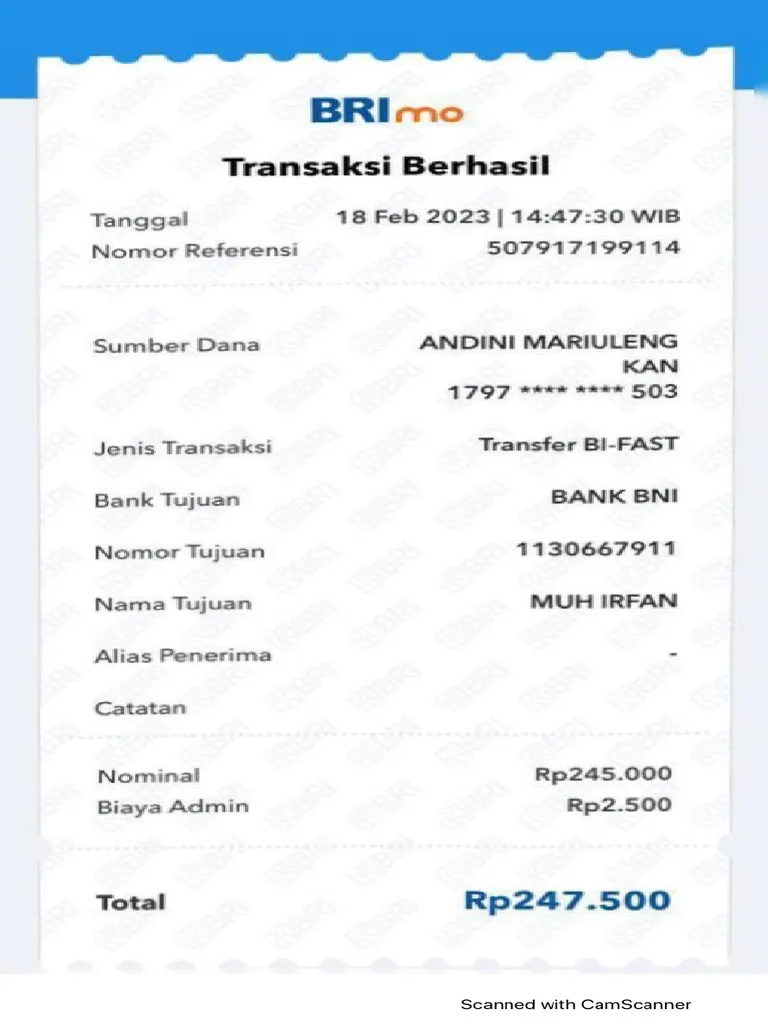 BRImo
Transaksi Berhasil
Tanggal 18 Feb 2023 | 14:47:30 WIB
Nomor Referensi 507917199114
Sumber Dana ANDINI MARIULENG
KAN
1797 **** **** 503
Jenis Transaksi Transfer BI-FAST
Bank Tujuan BANK BNI
Nomor Tujuan 1130667911
Nama Tujuan MUH IRFAN
Alias Penerima -
Catatan
Nominal Rp245.000
Biaya Admin Rp2.500
Total Rp247.500
Scanned with CamScanner